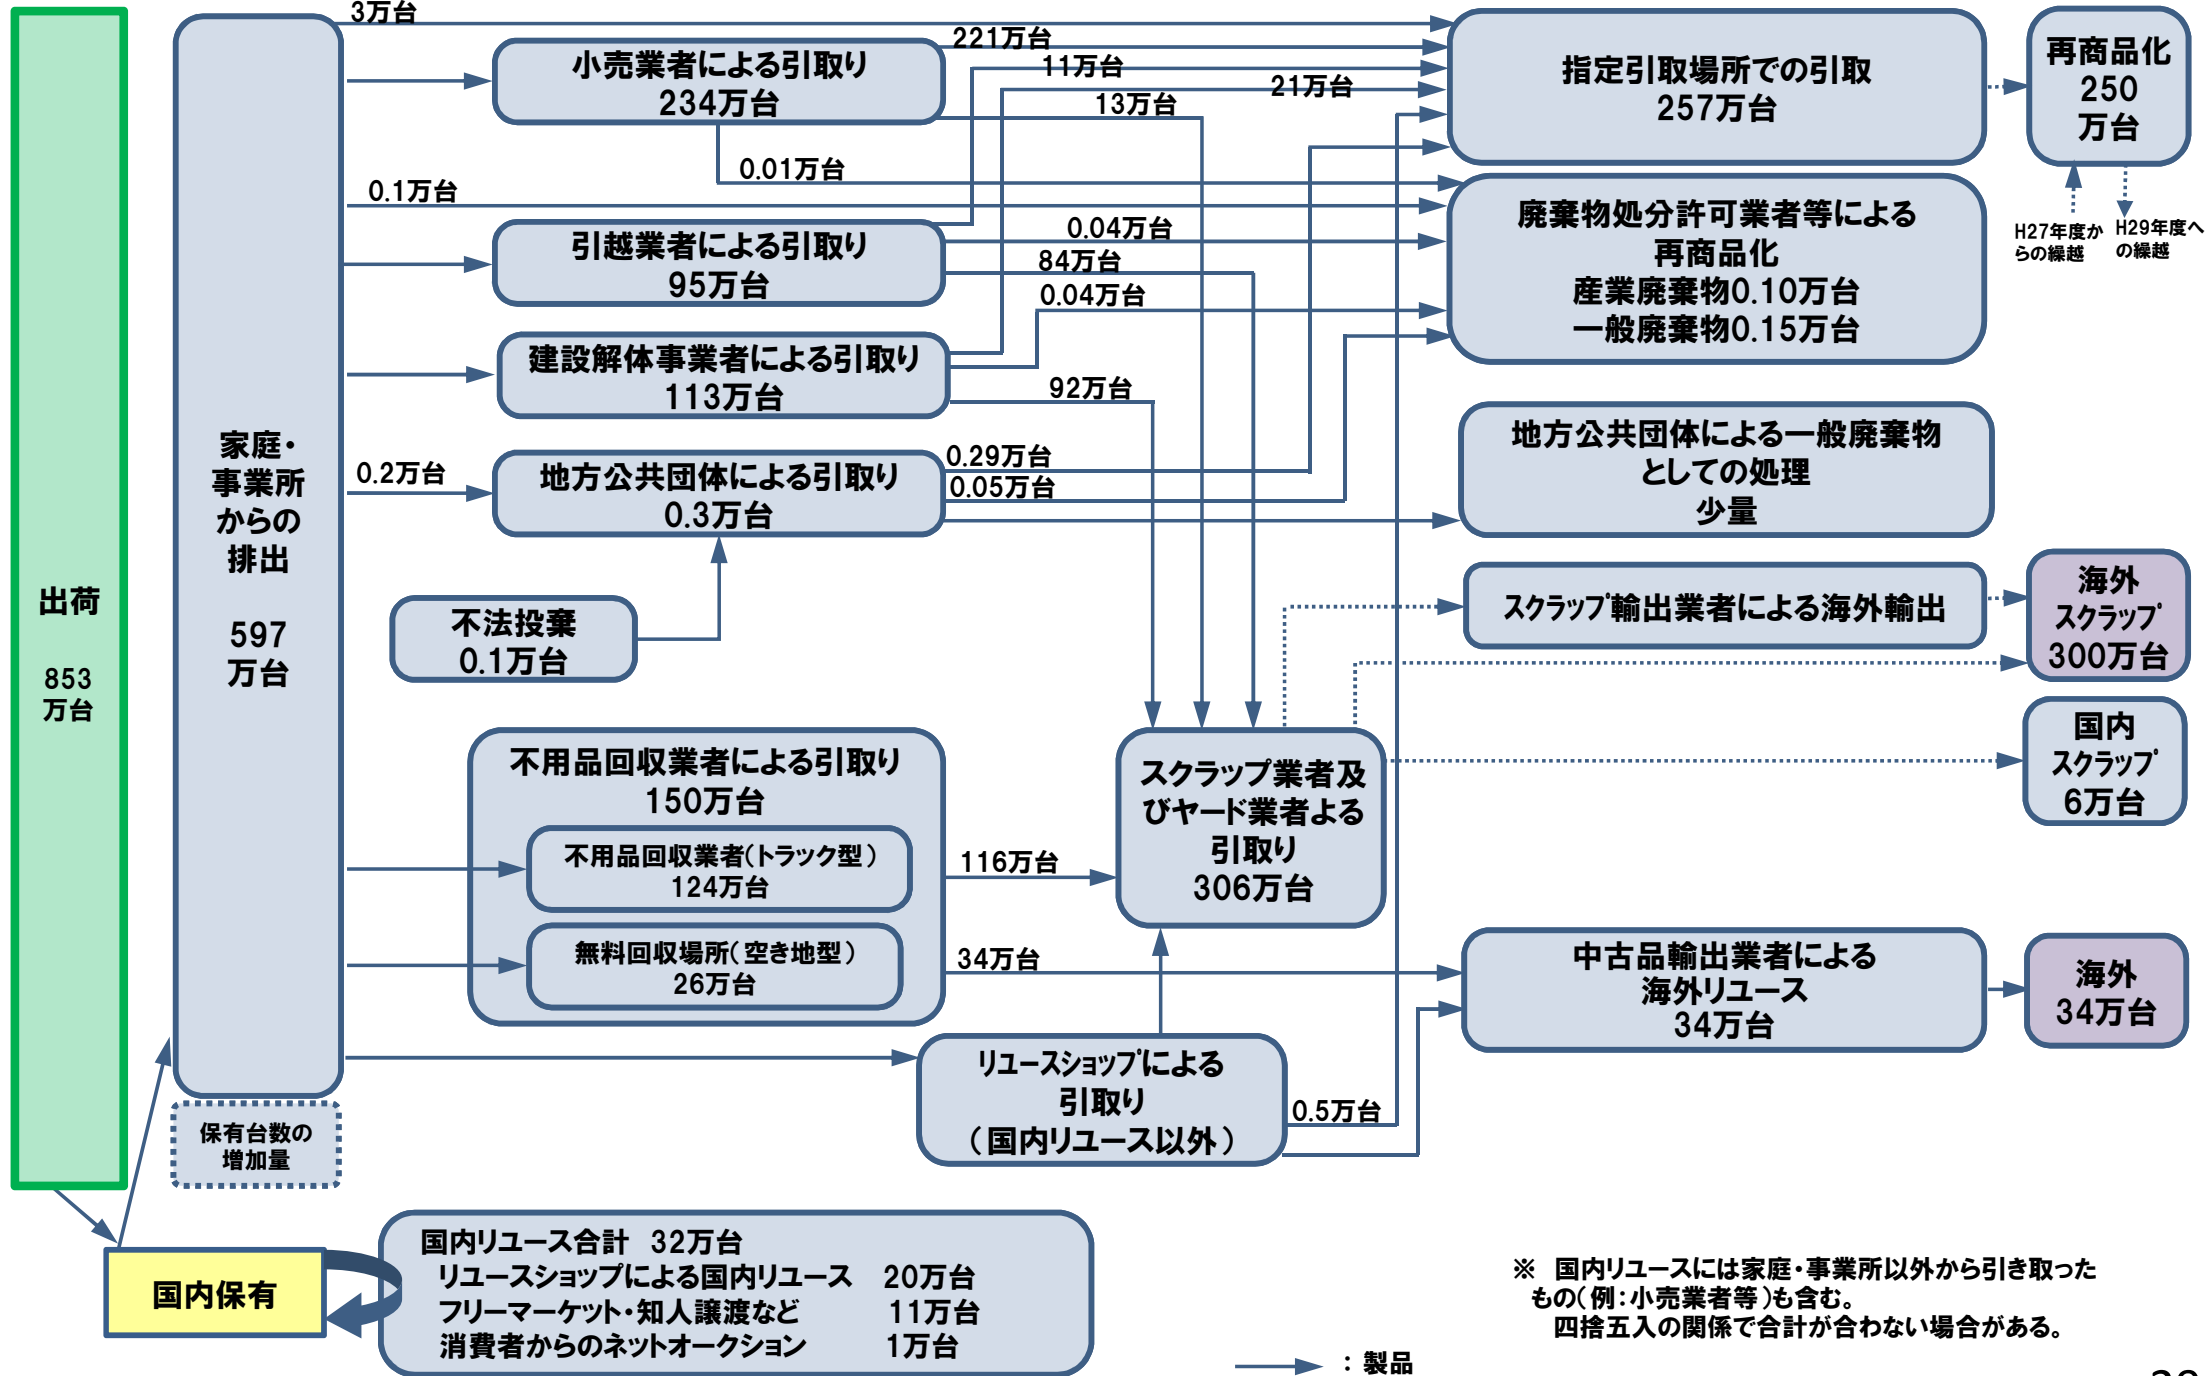 出荷
853
万台
家庭・
事業所
からの
排出
597
万台
保有台数の
増加量
国内保有
3万台
小売業者による引取り
234万台
221万台
11万台
21万台
13万台
0.01万台
0.1万台
引越業者による引取り
95万台
0.04万台
84万台
0.04万台
建設解体事業者による引取り
113万台
92万台
0.2万台
地方公共団体による引取り
0.3万台
0.29万台
0.05万台
不法投棄
0.1万台
不用品回収業者による引取り
150万台
不用品回収業者(トラック型)
124万台
無料回収場所(空き地型)
26万台
116万台
34万台
スクラップ業者及
びヤード業者よる
引取り
306万台
リユースショップによる
引取り
(国内リユース以外)
0.5万台
指定引取場所での引取
257万台
再商品化
250
万台
H27年度か
らの繰越
H29年度へ
の繰越
廃棄物処分許可業者等による
再商品化
産業廃棄物0.10万台
一般廃棄物0.15万台
地方公共団体による一般廃棄物
としての処理
少量
スクラップ輸出業者による海外輸出
海外
スクラップ
300万台
国内
スクラップ
6万台
中古品輸出業者による
海外リユース
34万台
海外
34万台
国内リユース合計 32万台
リユースショップによる国内リユース 20万台
フリーマーケット・知人譲渡など 11万台
消費者からのネットオークション 1万台
※ 国内リユースには家庭・事業所以外から引き取った
もの(例:小売業者等)も含む。
四捨五入の関係で合計が合わない場合がある。
:製品